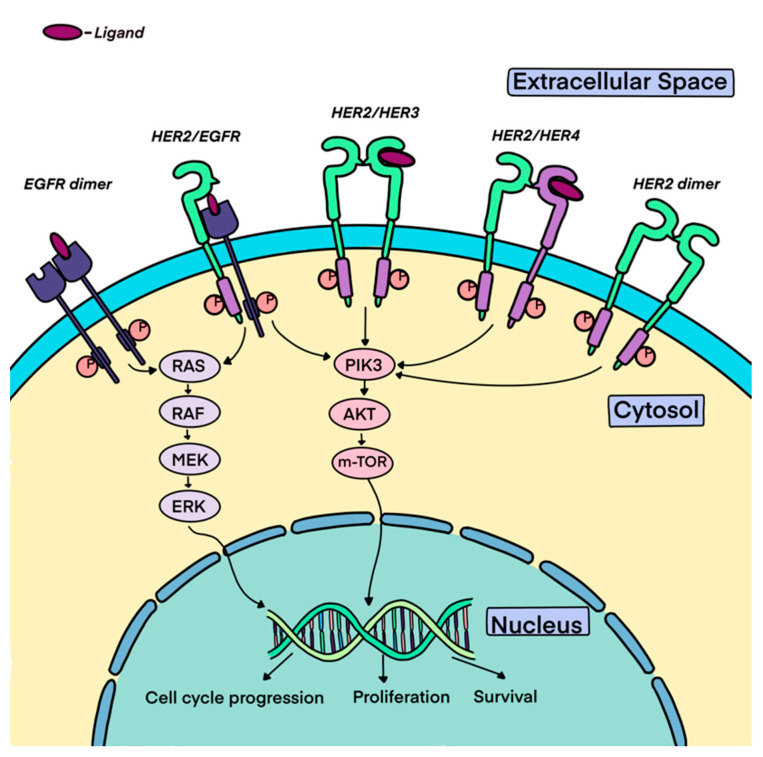 -Ligand
Extracellular Space
HER2/HER3
HER2/EGFR
HER2/HER4
EGFR dimer
HER2 dimer
P
P
P
P
P
P
P
P
P
P
RAS
PIK3
RAF
AKT
Cytosol
MEK
m-TOR
ERK
Nucleus
Cell cycle progression
Proliferation
Survival